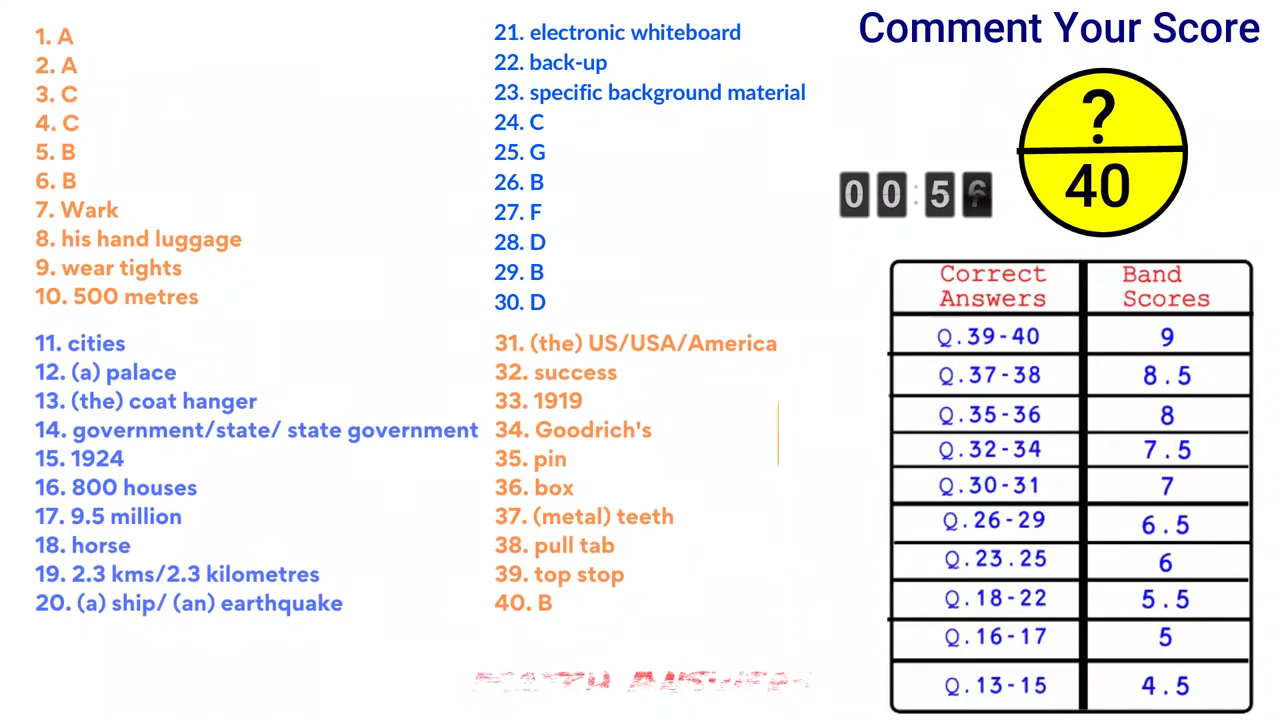 1. A
2. A
3. C
4. C
5. B
6. B
7. Wark
8. his hand luggage
9. wear tights
10. 500 metres
11. cities
12. (a) palace
13. (the) coat hanger
14. government/state/ state government
15. 1924
16. 800 houses
17. 9.5 million
18. horse
19. 2.3 kms/2.3 kilometres
20. (a) ship/ (an) earthquake
21. electronic whiteboard
22. back-up
23. specific background material
24. C
25. G
26. B
27. F
28. D
29. B
30. D
31. (the) US/USA/America
32. success
33. 1919
34. Goodrich's
35. pin
36. box
37. (metal) teeth
38. pull tab
39. top stop
40. B
Comment Your Score
?
40
00:5
Correct Answers Band Scores
Q.39-40 9
Q.37-38 8.5
Q.35-36 8
Q.32-34 7.5
Q.30-31 7
Q.26-29 6.5
Q.23.25 6
Q.18-22 5.5
Q.16-17 5
Q.13-15 4.5